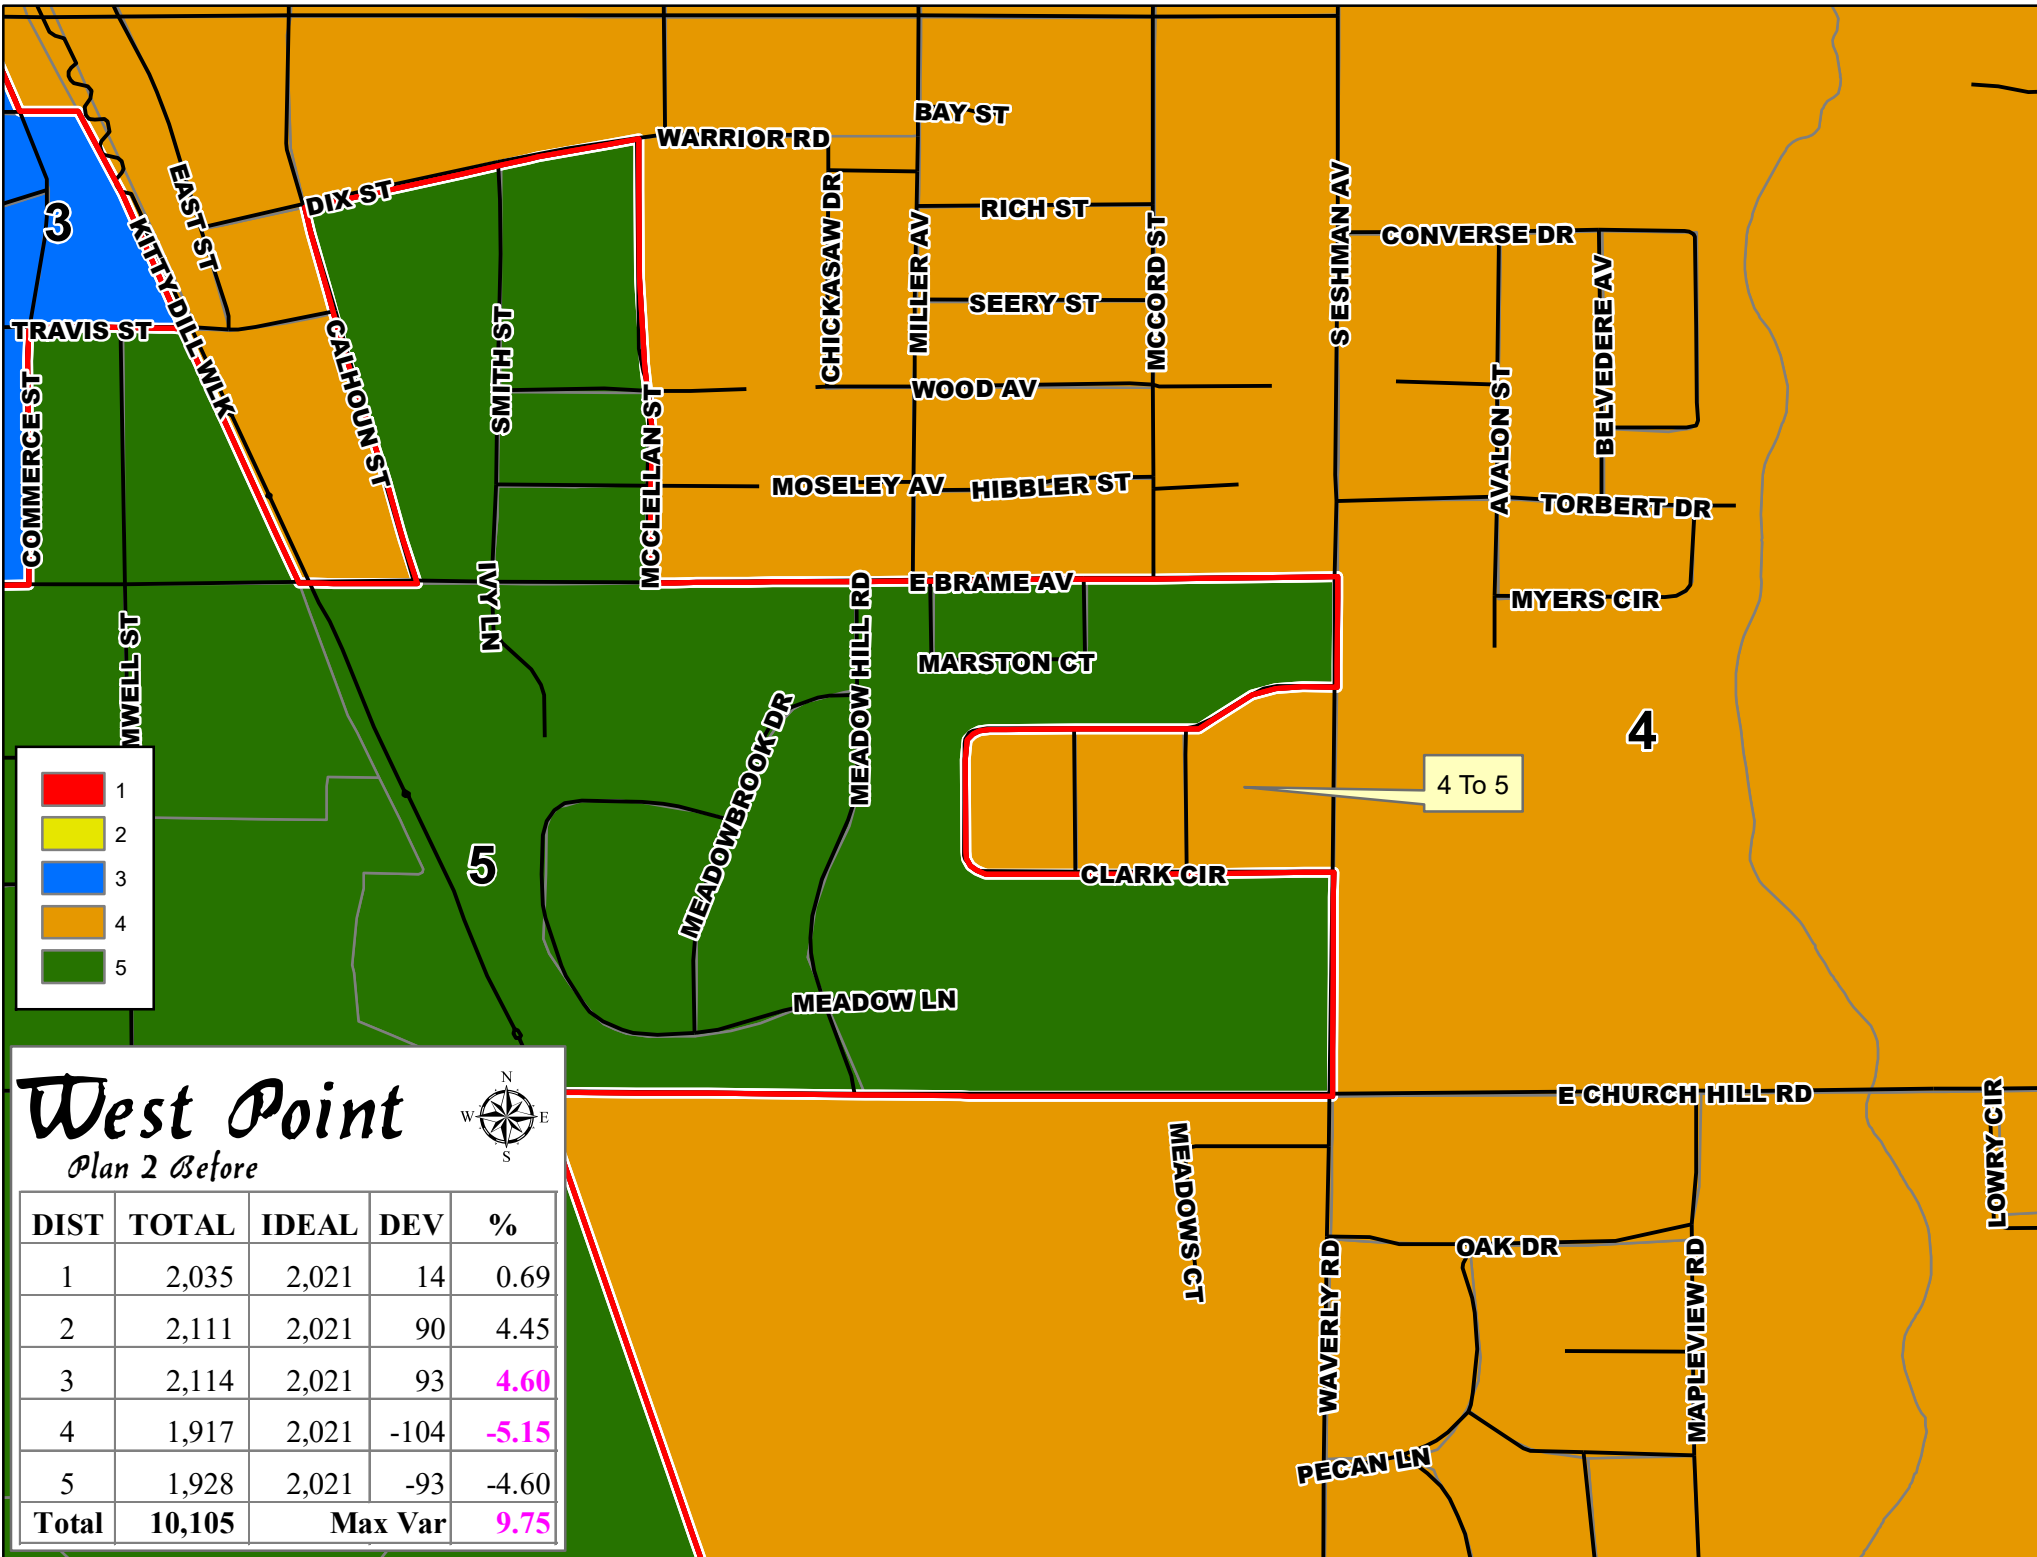 BAY ST
WARRIOR RD
EAST ST
DIX ST
CHICKASAW DR
RICH ST
S ESHMAN AV
3
KITTY DILL WLK
MILLER AV
MCCORD ST
CONVERSE DR
BELVEDERE AV
SEERY ST
TRAVIS ST
CALHOUN ST
SMITH ST
WOOD AV
COMMERCE ST
MCCLELLAN ST
AVALON ST
MOSELEY AV
HIBBLER ST
TORBERT DR
IVY LN
E BRAME AV
MEADOW HILL RD
MYERS CIR
MWELL ST
MARSTON CT
MEADOWBROOK DR
4
4 To 5
5
CLARK CIR
1
2
3
4
5
MEADOW LN
E CHURCH HILL RD
LOWRY CIR
MEADOWS CT
OAK DR
WAVERLY RD
MAPLEVIEW RD
PECAN LN
West Point
N
W E
S
Plan 2 Before
DIST TOTAL IDEAL DEV %
1 2,035 2,021 14 0.69
2 2,111 2,021 90 4.45
3 2,114 2,021 93 4.60
4 1,917 2,021 -104 -5.15
5 1,928 2,021 -93 -4.60
Total 10,105 Max Var 9.75